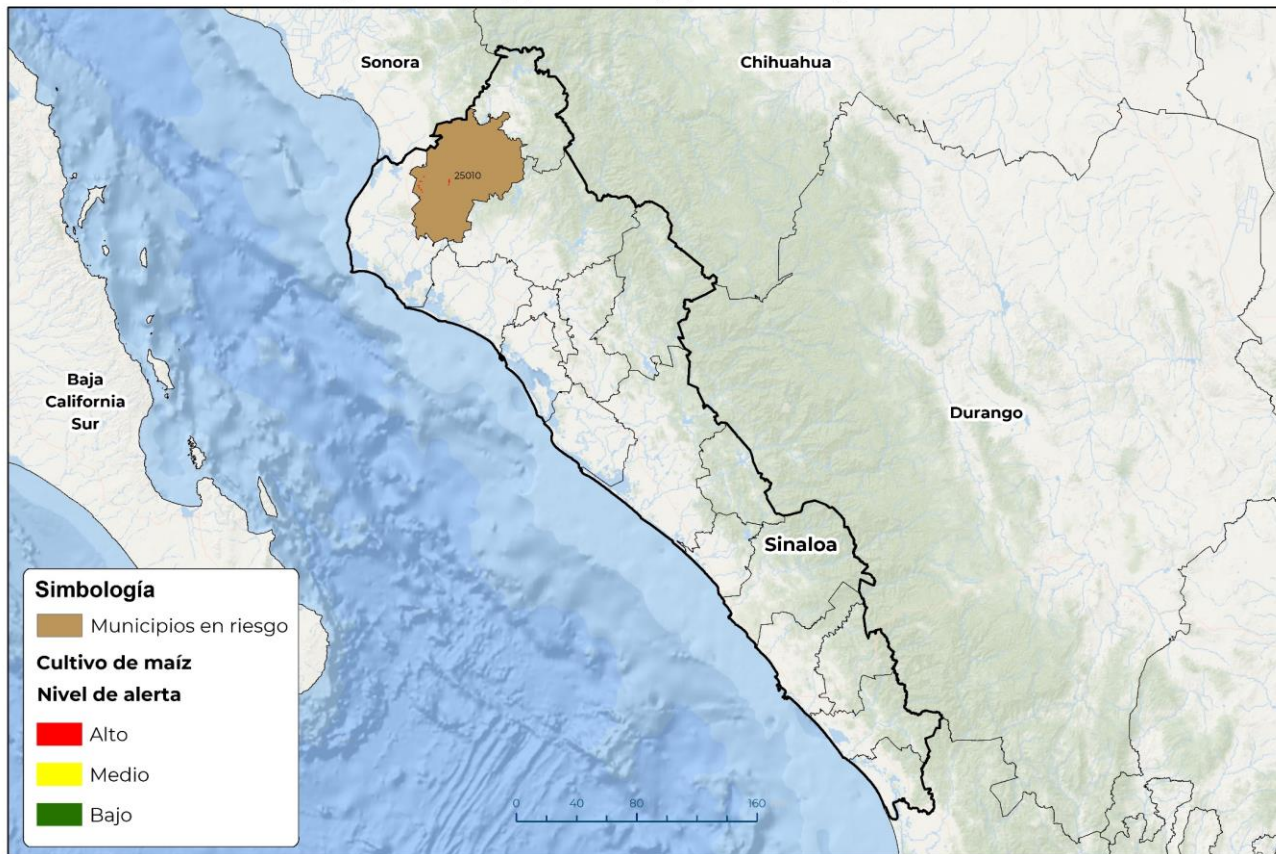 Sonora
Chihuahua
25010
Baja
California
Sur
Durango
Sinaloa
Simbología
Municipios en riesgo
Cultivo de maíz
Nivel de alerta
Alto
Medio
Bajo
0 40 80 160